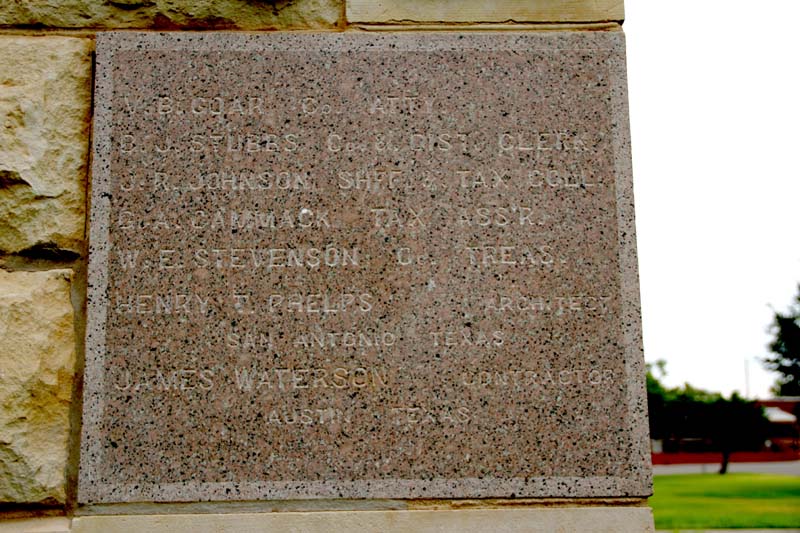 W.B. GOAR Co. ATTY.
B.J. STUBBS Co. & DIST. CLERK.
J.R. JOHNSON SHFF. & TAX COLL.
C.A. CAMMACK TAX ASS'R.
W.E. STEVENSON Co. TREAS.
HENRY T. PHELPS ARCHITECT
SAN ANTONIO TEXAS
JAMES WATERSON CONTRACTOR
AUSTIN TEXAS